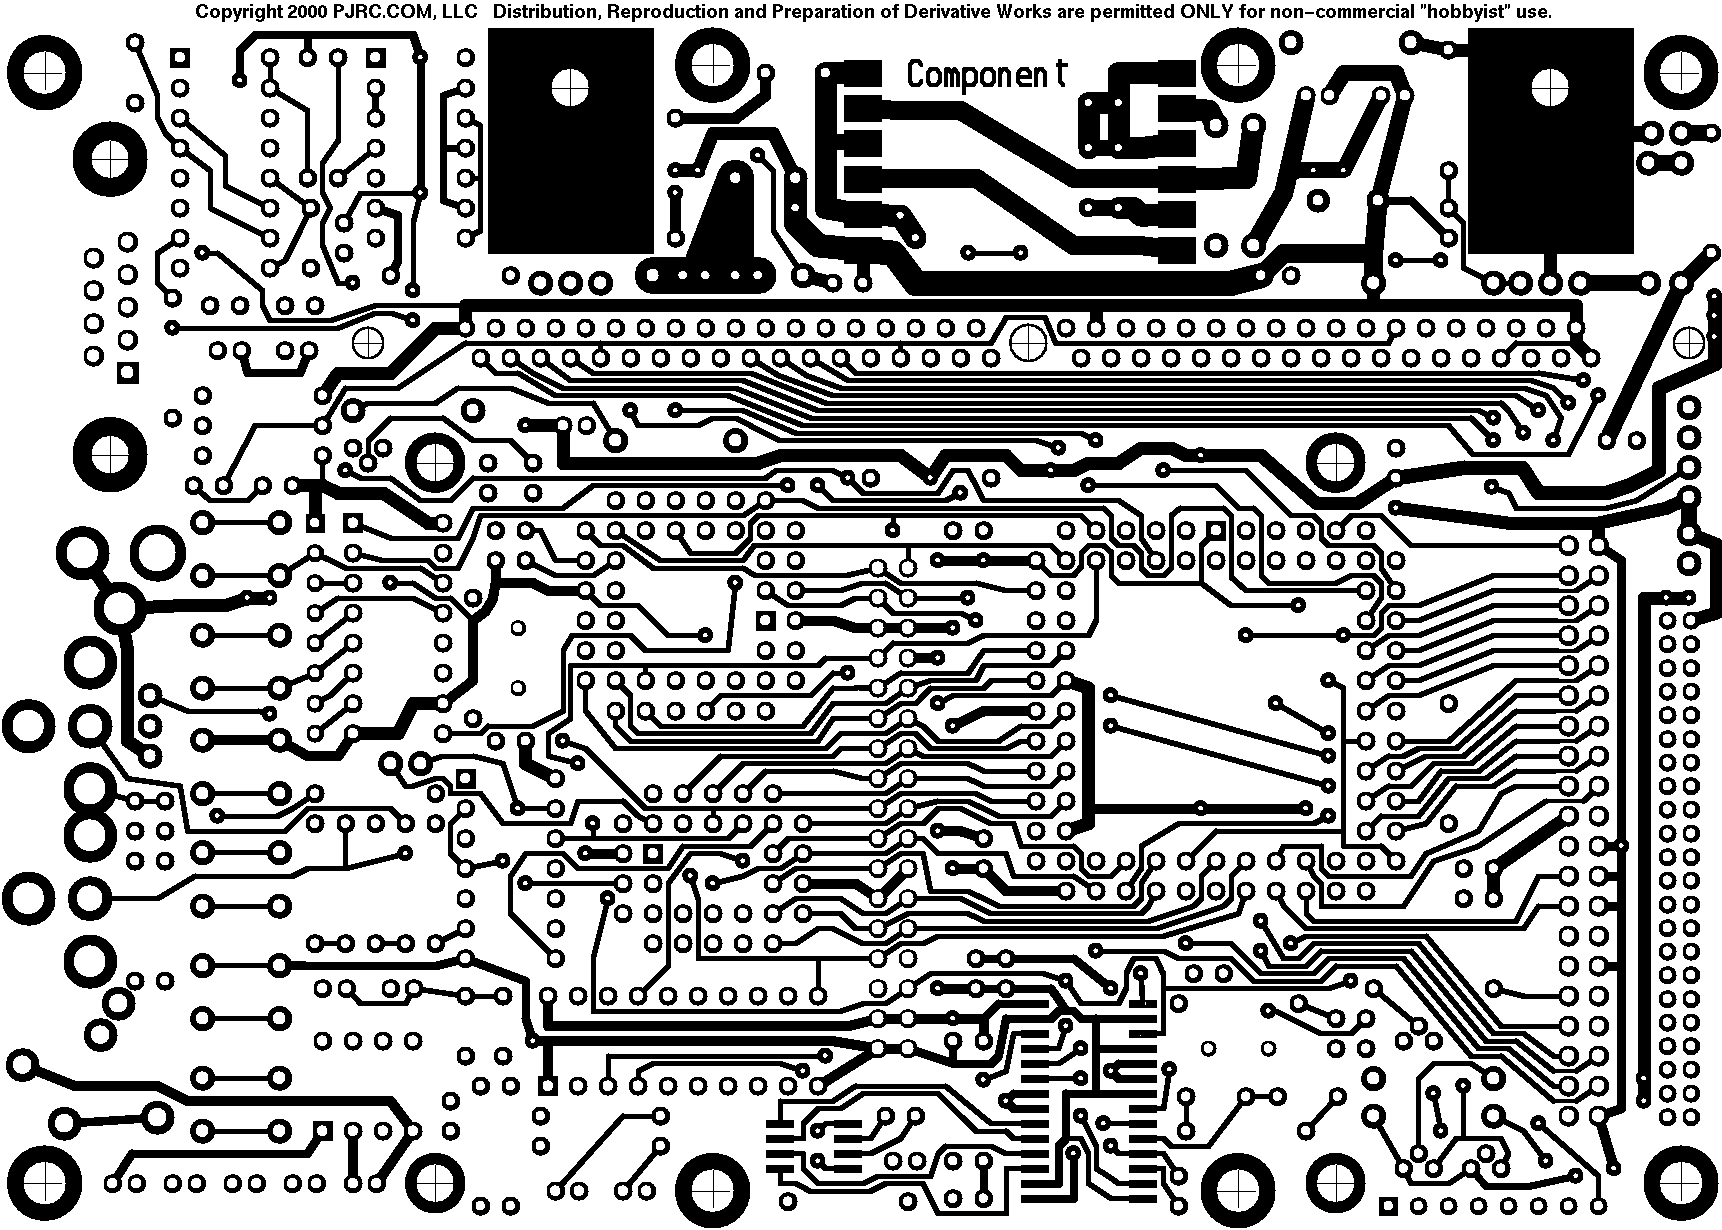 Copyright 2000 PJRC.COM, LLC   Distribution, Reproduction and Preparation of Derivative Works are permitted ONLY for non-commercial "hobbyist" use.
Component